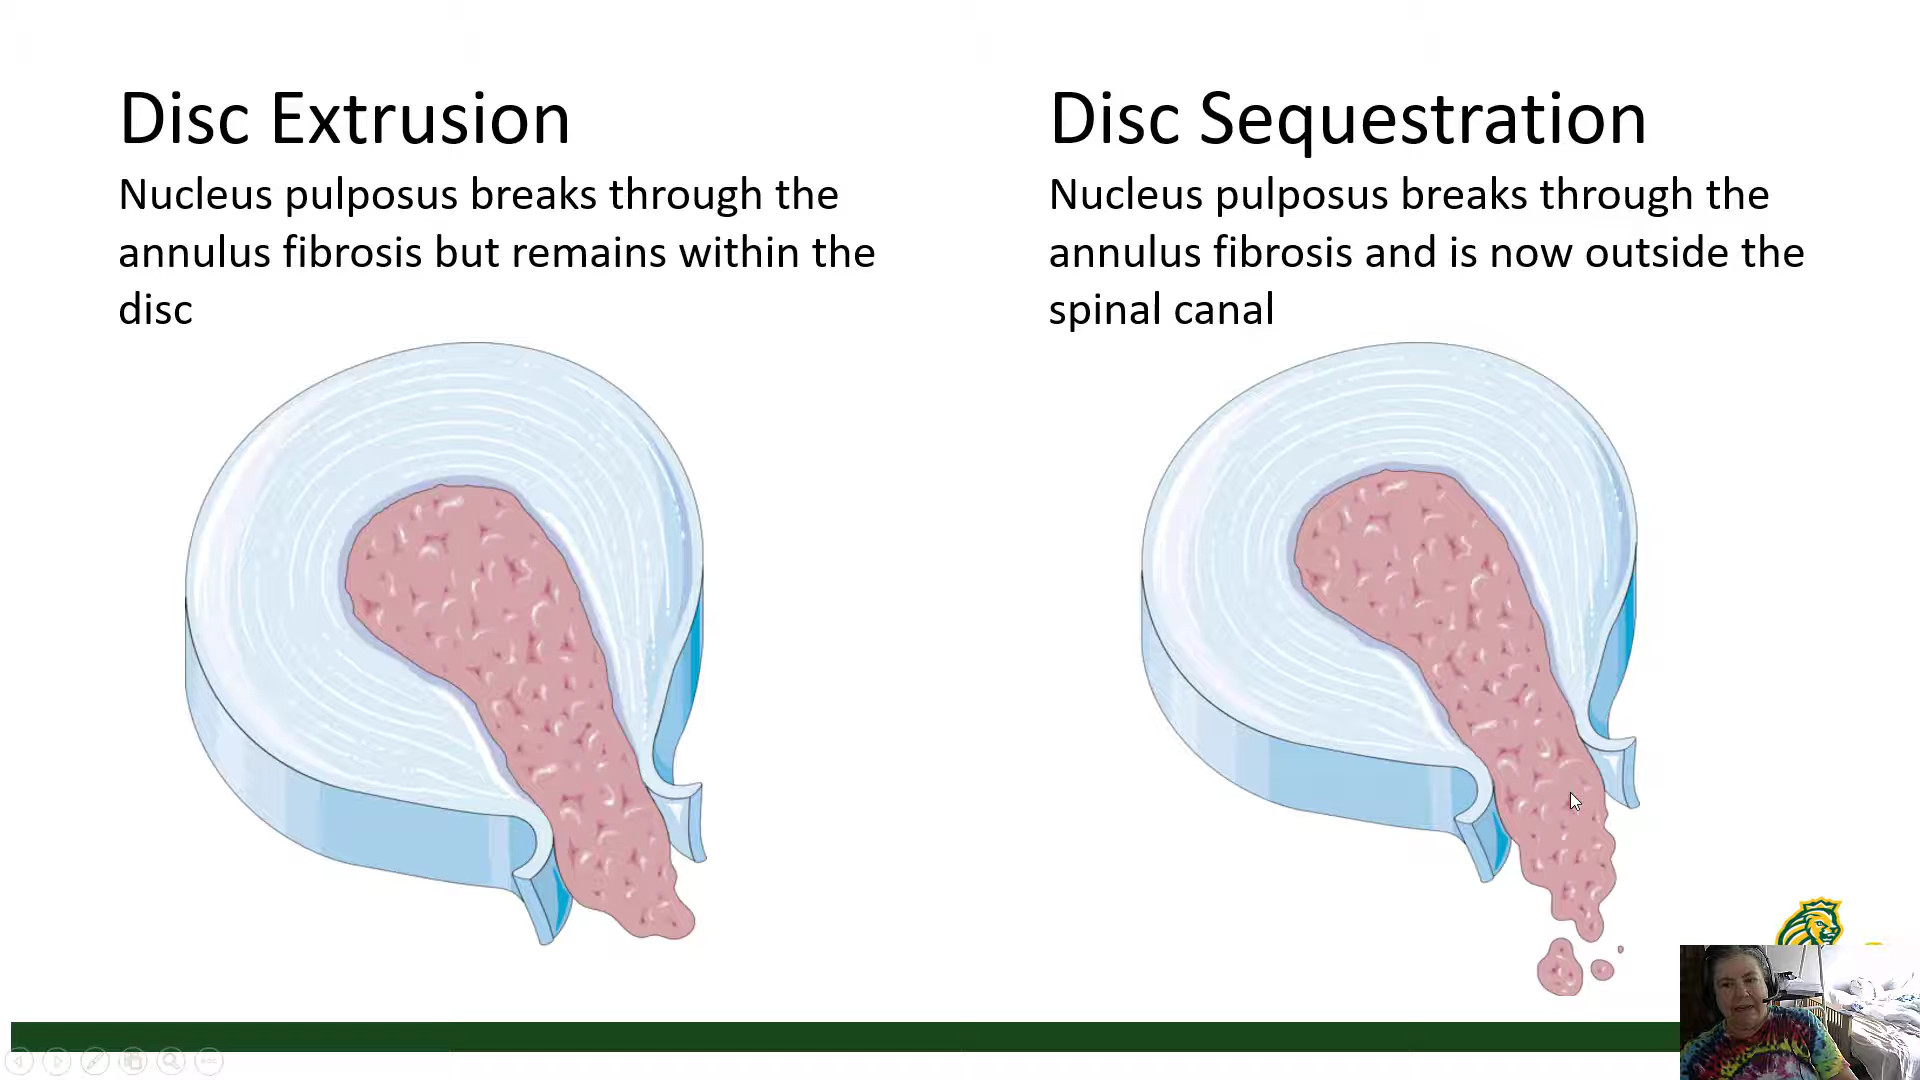 Disc Extrusion
Nucleus pulposus breaks through the
annulus fibrosis but remains within the
disc
Disc Sequestration
Nucleus pulposus breaks through the
annulus fibrosis and is now outside the
spinal canal